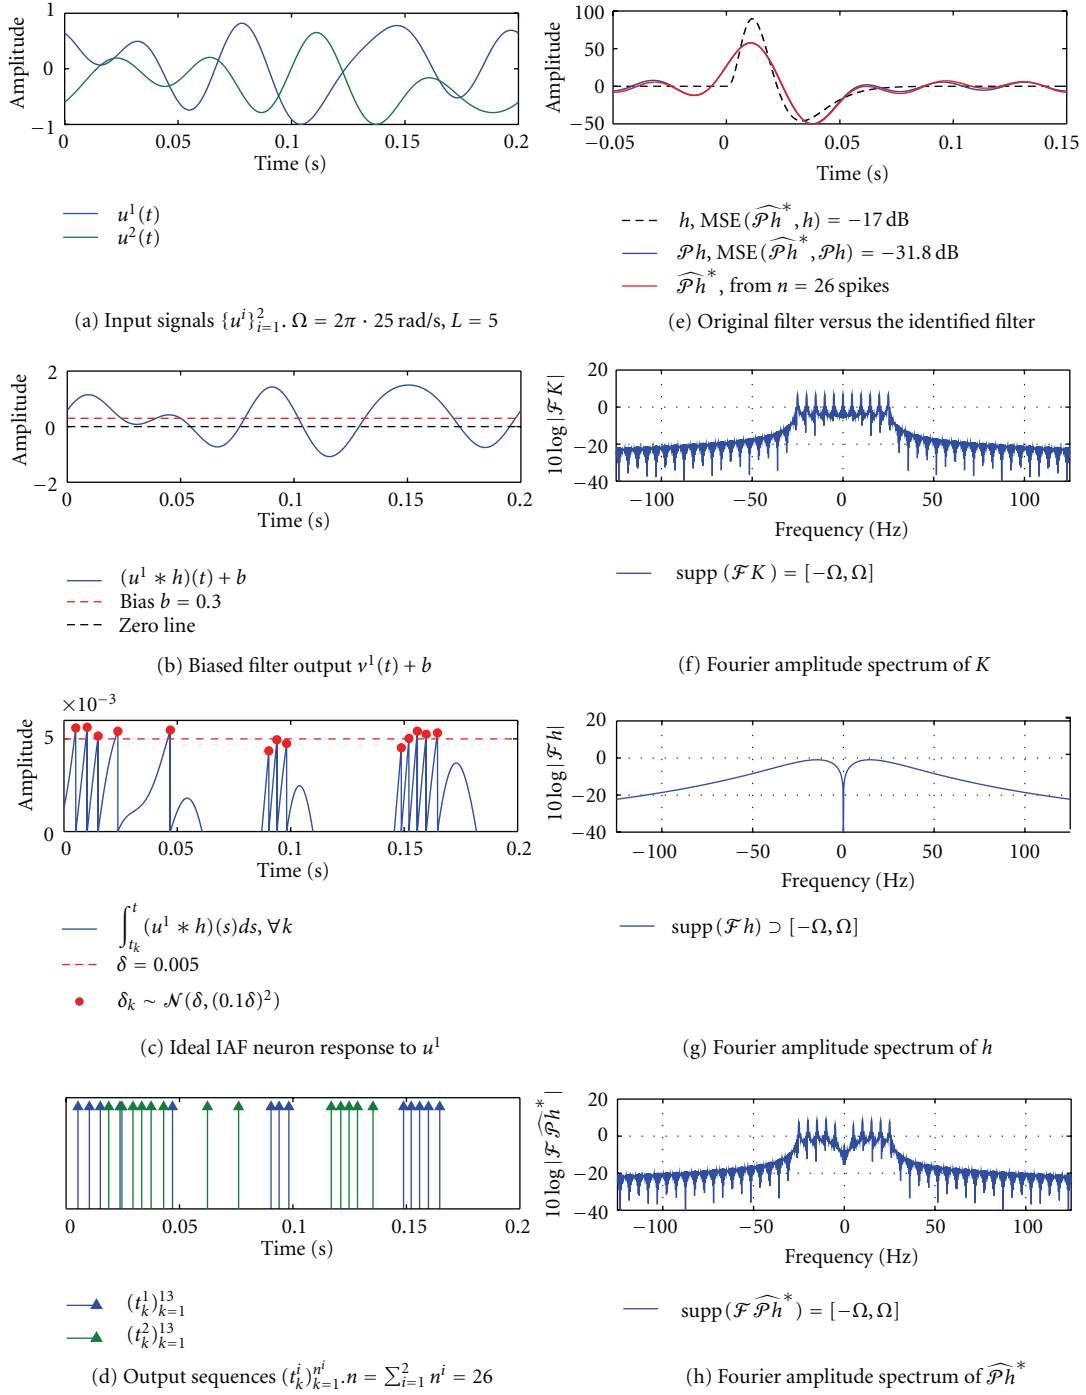 Amplitude
1
0
−1
0
0.05
0.1
0.15
0.2
Time (s)
u¹(t)
u²(t)
(a) Input signals {uⁱ}²ᵢ₌₁. Ω = 2π · 25 rad/s, L = 5
Amplitude
2
0
−2
0
0.05
0.1
0.15
0.2
Time (s)
(u¹ ∗ h)(t) + b
Bias b = 0.3
Zero line
(b) Biased filter output v¹(t) + b
×10⁻³
Amplitude
5
0
0
0.05
0.1
0.15
0.2
Time (s)
∫ₜₖᵗ (u¹ ∗ h)(s)ds, ∀k
δ = 0.005
δₖ ∼ 𝒩(δ, (0.1δ)²)
(c) Ideal IAF neuron response to u¹
0
0.05
0.1
0.15
0.2
Time (s)
(t¹ₖ)¹³ₖ₌₁
(t²ₖ)¹³ₖ₌₁
(d) Output sequences (tⁱₖ)ⁿⁱₖ₌₁. n = ∑²ᵢ₌₁ nⁱ = 26
Amplitude
100
50
0
−50
−0.05
0
0.05
0.1
0.15
Time (s)
h, MSE(𝒫h^*, h) = −17 dB
𝒫h, MSE(𝒫h^*, 𝒫h) = −31.8 dB
𝒫h^*, from n = 26 spikes
(e) Original filter versus the identified filter
10 log |ℱK|
20
0
−20
−40
−100
−50
0
50
100
Frequency (Hz)
supp (ℱK) = [−Ω, Ω]
(f) Fourier amplitude spectrum of K
10 log |ℱh|
20
0
−20
−40
−100
−50
0
50
100
Frequency (Hz)
supp (ℱh) ⊃ [−Ω, Ω]
(g) Fourier amplitude spectrum of h
10 log |ℱ𝒫h^*|
20
0
−20
−40
−100
−50
0
50
100
Frequency (Hz)
supp (ℱ𝒫h^*) = [−Ω, Ω]
(h) Fourier amplitude spectrum of 𝒫h^*